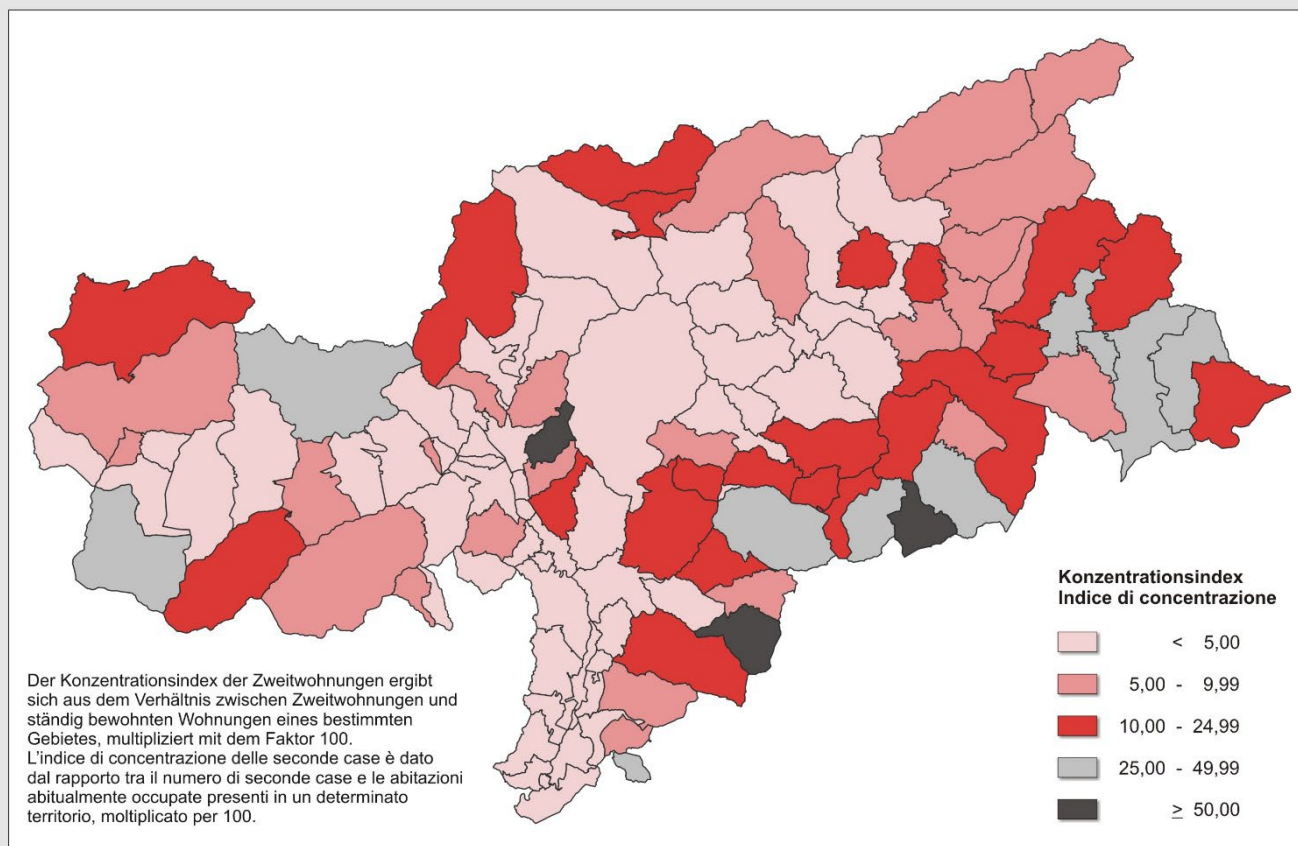 Konzentrationsindex
Indice di concentrazione
< 5,00
5,00 - 9,99
10,00 - 24,99
25,00 - 49,99
≥ 50,00
Der Konzentrationsindex der Zweitwohnungen ergibt
sich aus dem Verhältnis zwischen Zweitwohnungen und
ständig bewohnten Wohnungen eines bestimmten
Gebietes, multipliziert mit dem Faktor 100.
L'indice di concentrazione delle seconde case è dato
dal rapporto tra il numero di seconde case e le abitazioni
abitualmente occupate presenti in un determinato
territorio, moltiplicato per 100.